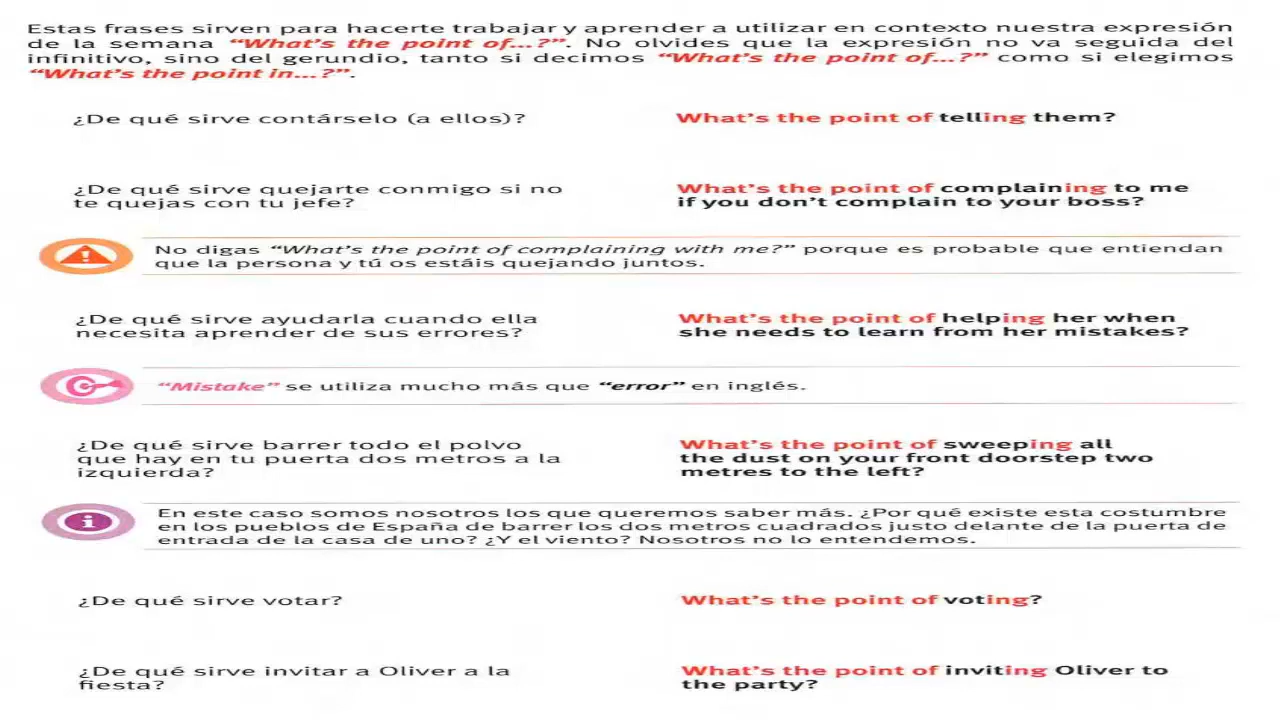 Estas frases sirven para hacerte trabajar y aprender a utilizar en contexto nuestra expresión
de la semana “What’s the point of...?”. No olvides que la expresión no va seguida del
infinitivo, sino del gerundio, tanto si decimos “What’s the point of...?” como si elegimos
“What’s the point in...?”.
¿De qué sirve contárselo (a ellos)?
What’s the point of telling them?
¿De qué sirve quejarte conmigo si no
te quejas con tu jefe?
What’s the point of complaining to me
if you don’t complain to your boss?
No digas “What’s the point of complaining with me?” porque es probable que entiendan
que la persona y tú os estáis quejando juntos.
¿De qué sirve ayudarla cuando ella
necesita aprender de sus errores?
What’s the point of helping her when
she needs to learn from her mistakes?
“Mistake” se utiliza mucho más que “error” en inglés.
¿De qué sirve barrer todo el polvo
que hay en tu puerta dos metros a la
izquierda?
What’s the point of sweeping all
the dust on your front doorstep two
metres to the left?
En este caso somos nosotros los que queremos saber más. ¿Por qué existe esta costumbre
en los pueblos de España de barrer los dos metros cuadrados justo delante de la puerta de
entrada de la casa de uno? ¿Y el viento? Nosotros no lo entendemos.
¿De qué sirve votar?
What’s the point of voting?
¿De qué sirve invitar a Oliver a la
fiesta?
What’s the point of inviting Oliver to
the party?